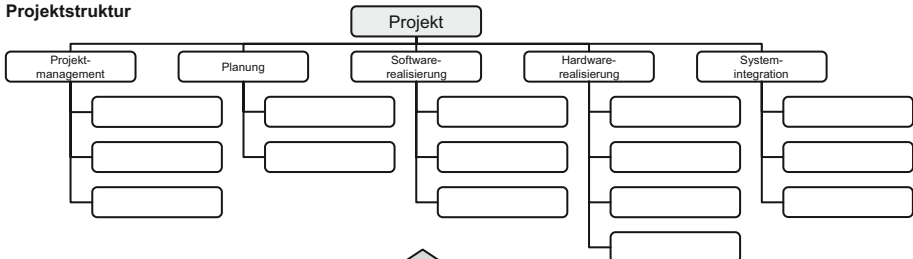 Projektstruktur
Projekt
Projekt-
management
Planung
Software-
realisierung
Hardware-
realisierung
System-
integration